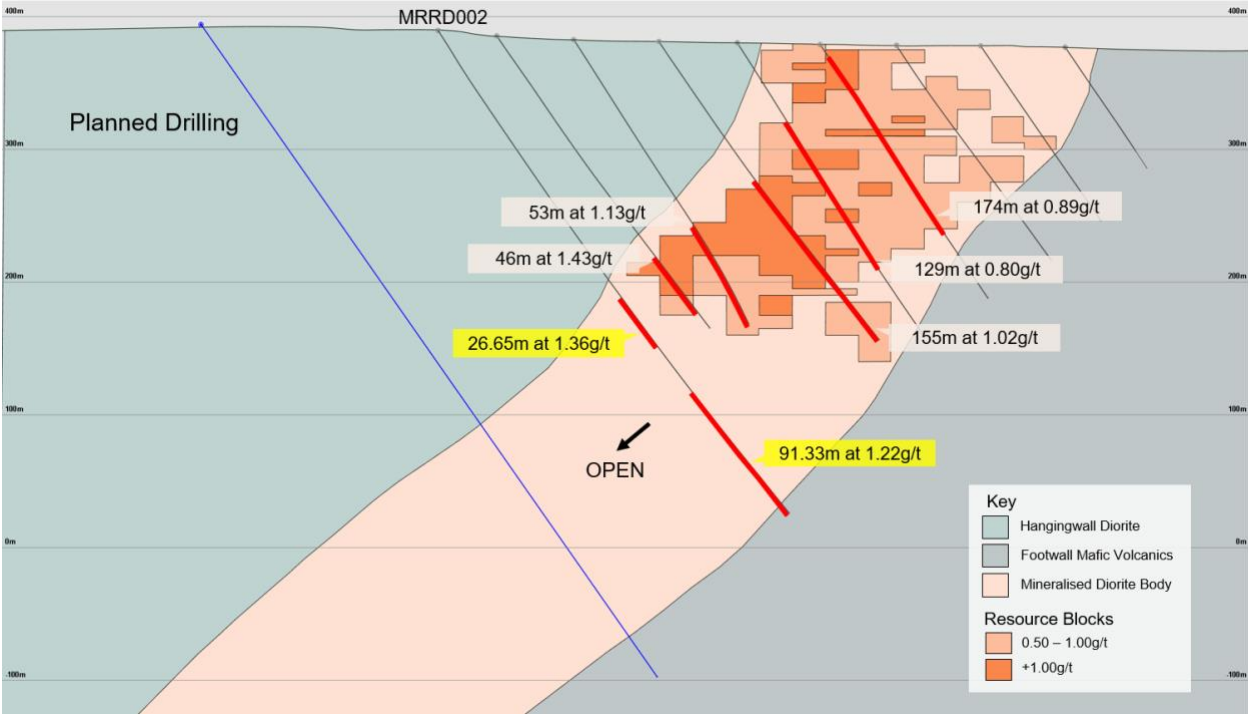 400m
400m
MRRD002
Planned Drilling
300m
300m
53m at 1.13g/t
174m at 0.89g/t
46m at 1.43g/t
129m at 0.80g/t
200m
200m
26.65m at 1.36g/t
155m at 1.02g/t
100m
100m
91.33m at 1.22g/t
OPEN
Key
Hangingwall Diorite
0m
0m
Footwall Mafic Volcanics
Mineralised Diorite Body
Resource Blocks
0.50 – 1.00g/t
+1.00g/t
-100m
-100m